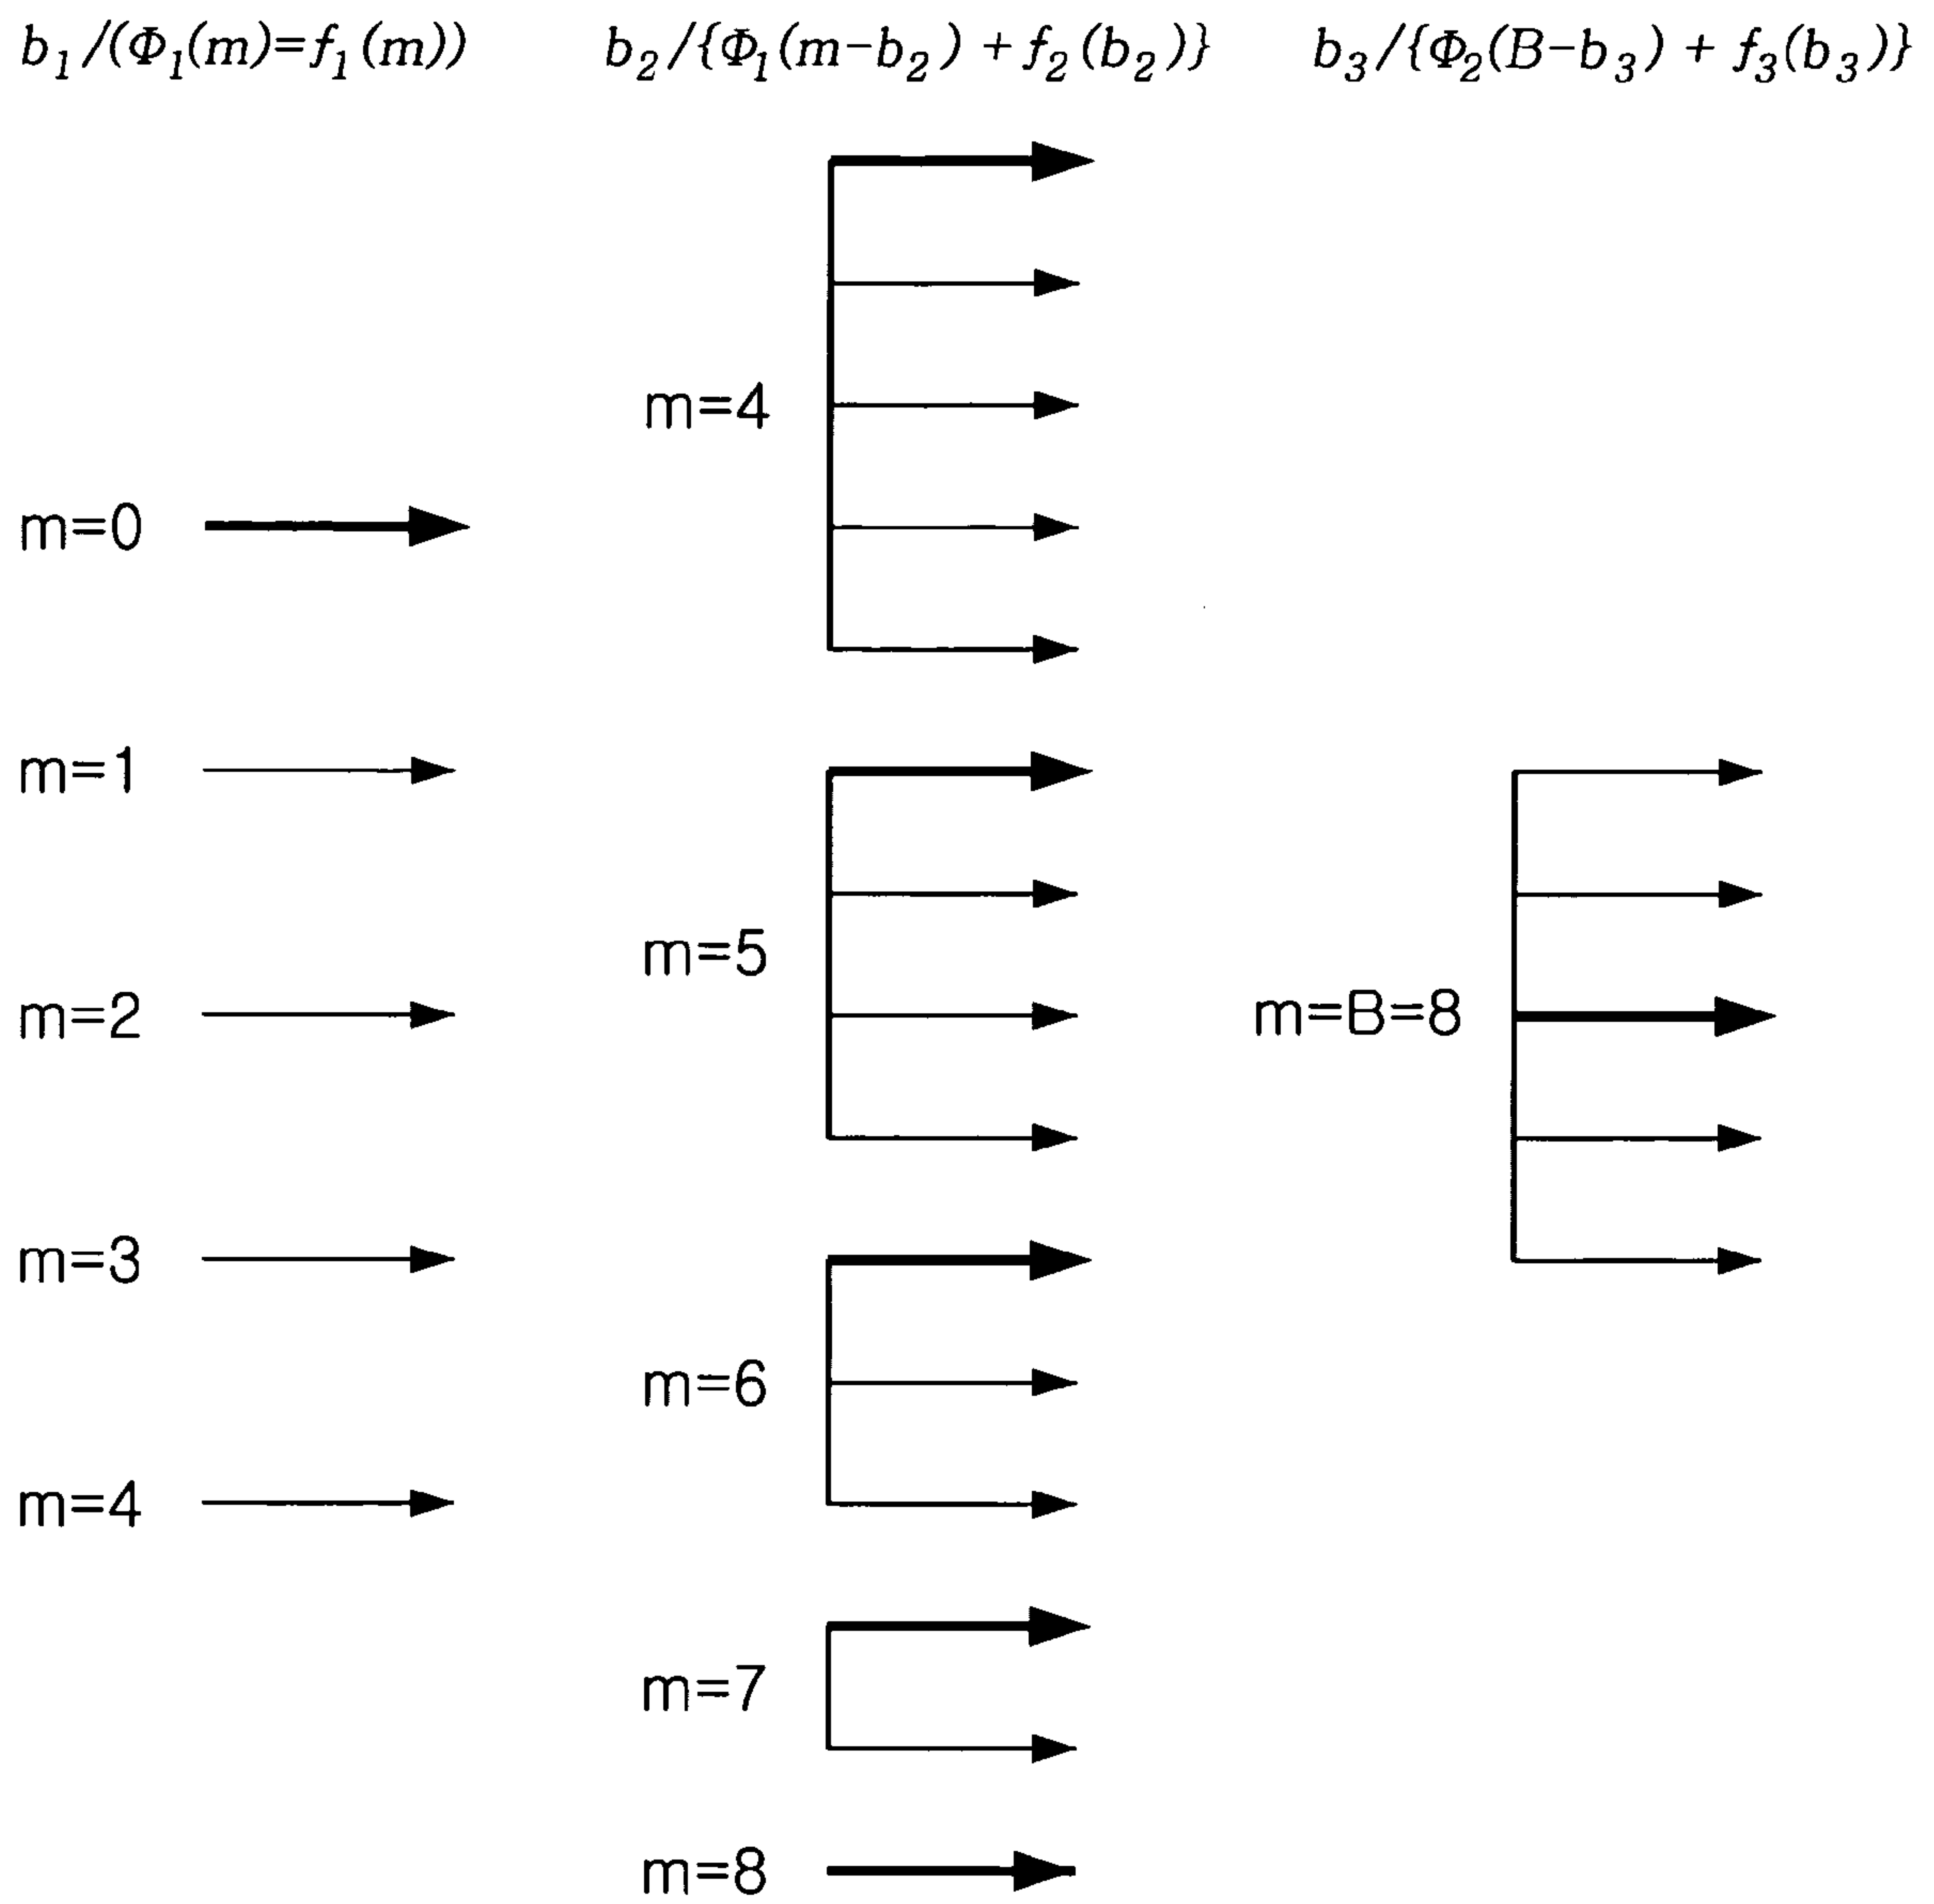 b₁/(Φ₁(m)=f₁(m))
b₂/{Φ₁(m−b₂) + f₂(b₂)}
b₃/{Φ₂(B−b₃) + f₃(b₃)}
m=0
m=1
m=2
m=3
m=4
m=4
m=5
m=6
m=7
m=8
m=B=8